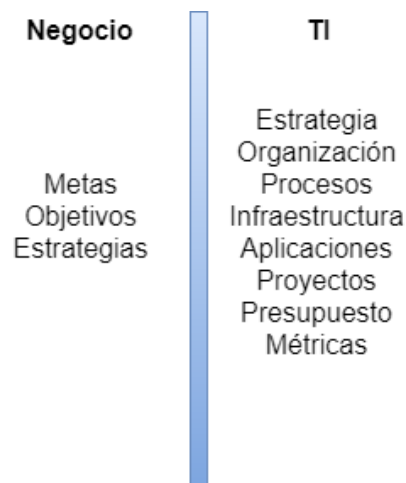 Negocio
TI
Metas
Objetivos
Estrategias
Estrategia
Organización
Procesos
Infraestructura
Aplicaciones
Proyectos
Presupuesto
Métricas